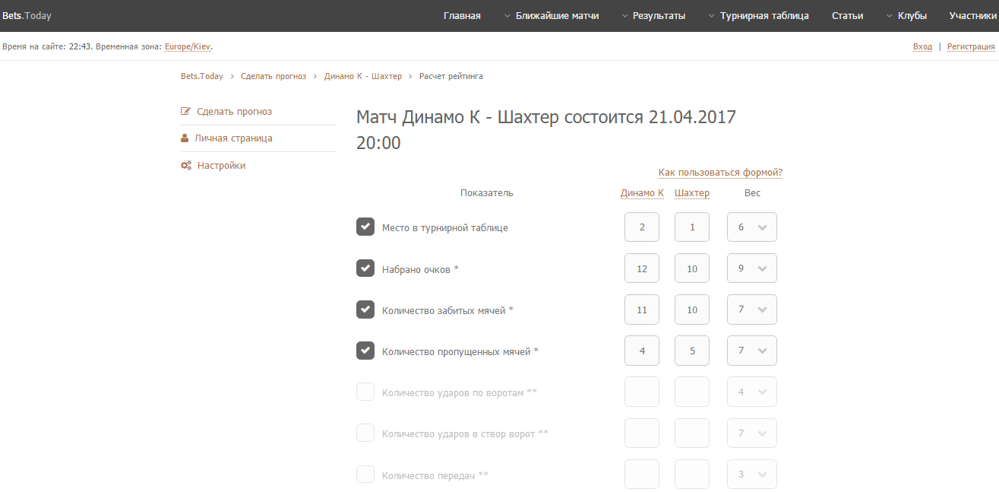 Bets.Today Главная Ближайшие матчи Результаты Турнирная таблица Статьи Клубы Участники
Время на сайте: 22:43. Временная зона: Europe/Kiev. Вход | Регистрация
Bets.Today > Сделать прогноз > Динамо К - Шахтер > Расчет рейтинга
Сделать прогноз
Личная страница
Настройки
Матч Динамо К - Шахтер состоится 21.04.2017
20:00
Как пользоваться формой?
Показатель Динамо К Шахтер Вес
Место в турнирной таблице 2 1 6
Набрано очков * 12 10 9
Количество забитых мячей * 11 10 7
Количество пропущенных мячей * 4 5 7
Количество ударов по воротам ** 4
Количество ударов в створ ворот ** 7
Количество передач ** 3